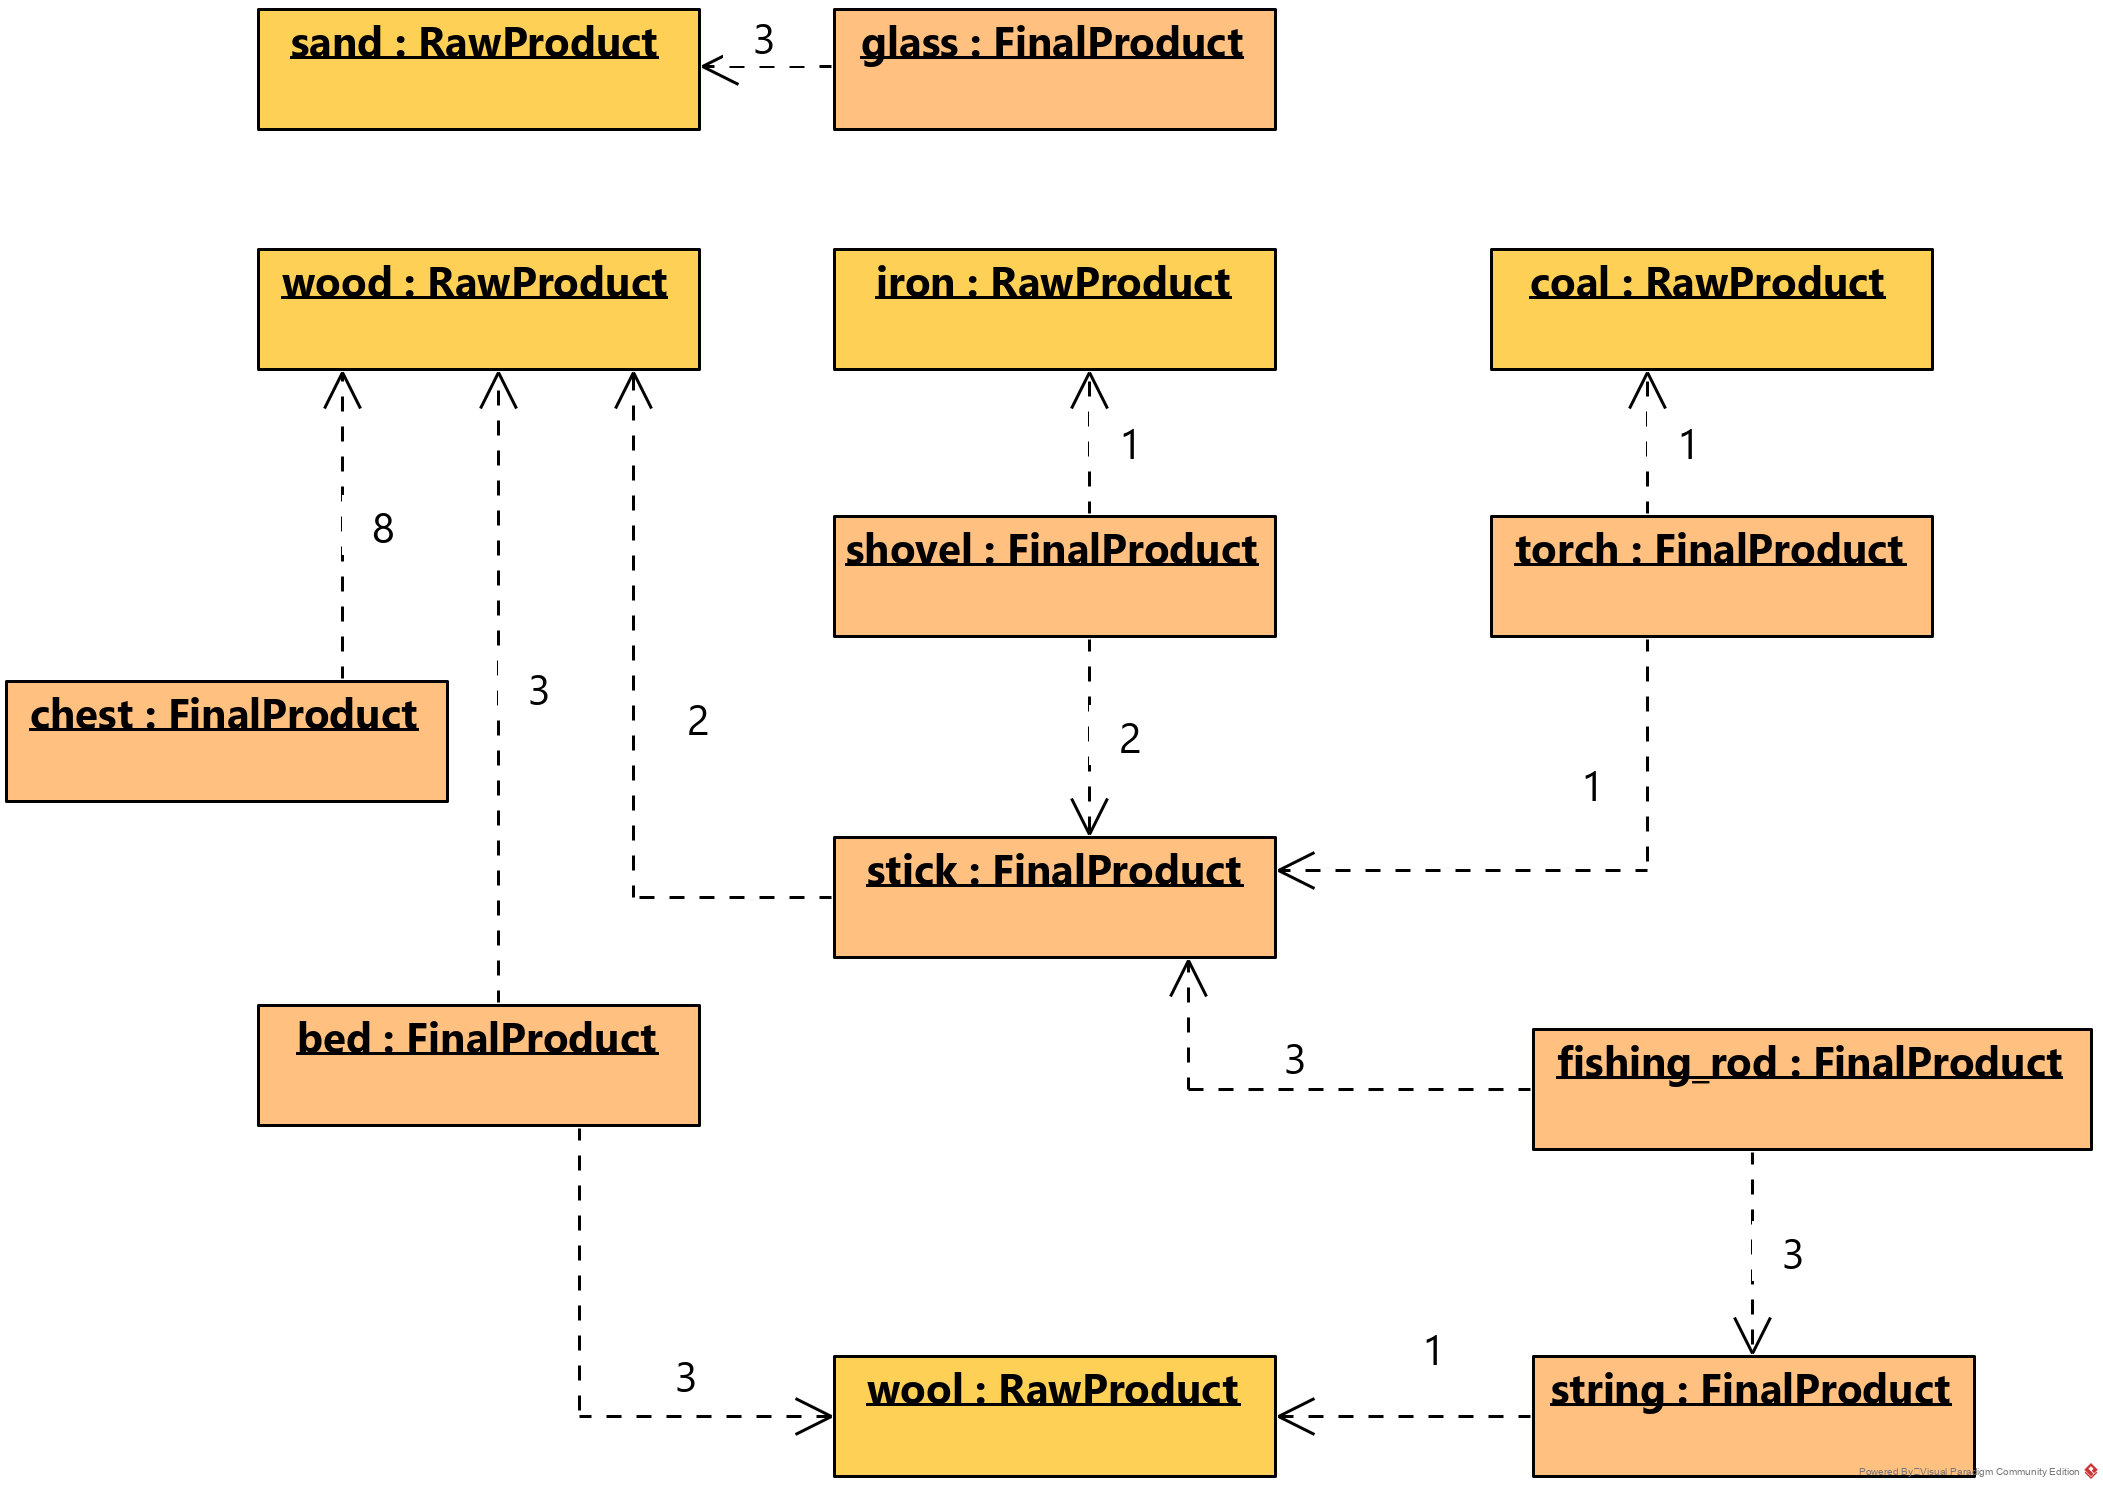 sand : RawProduct
3
glass : FinalProduct
wood : RawProduct
iron : RawProduct
coal : RawProduct
1
1
8
shovel : FinalProduct
torch : FinalProduct
3
chest : FinalProduct
2
2
1
stick : FinalProduct
bed : FinalProduct
3
fishing_rod : FinalProduct
3
1
3
wool : RawProduct
string : FinalProduct
Powered By Visual Paradigm Community Edition